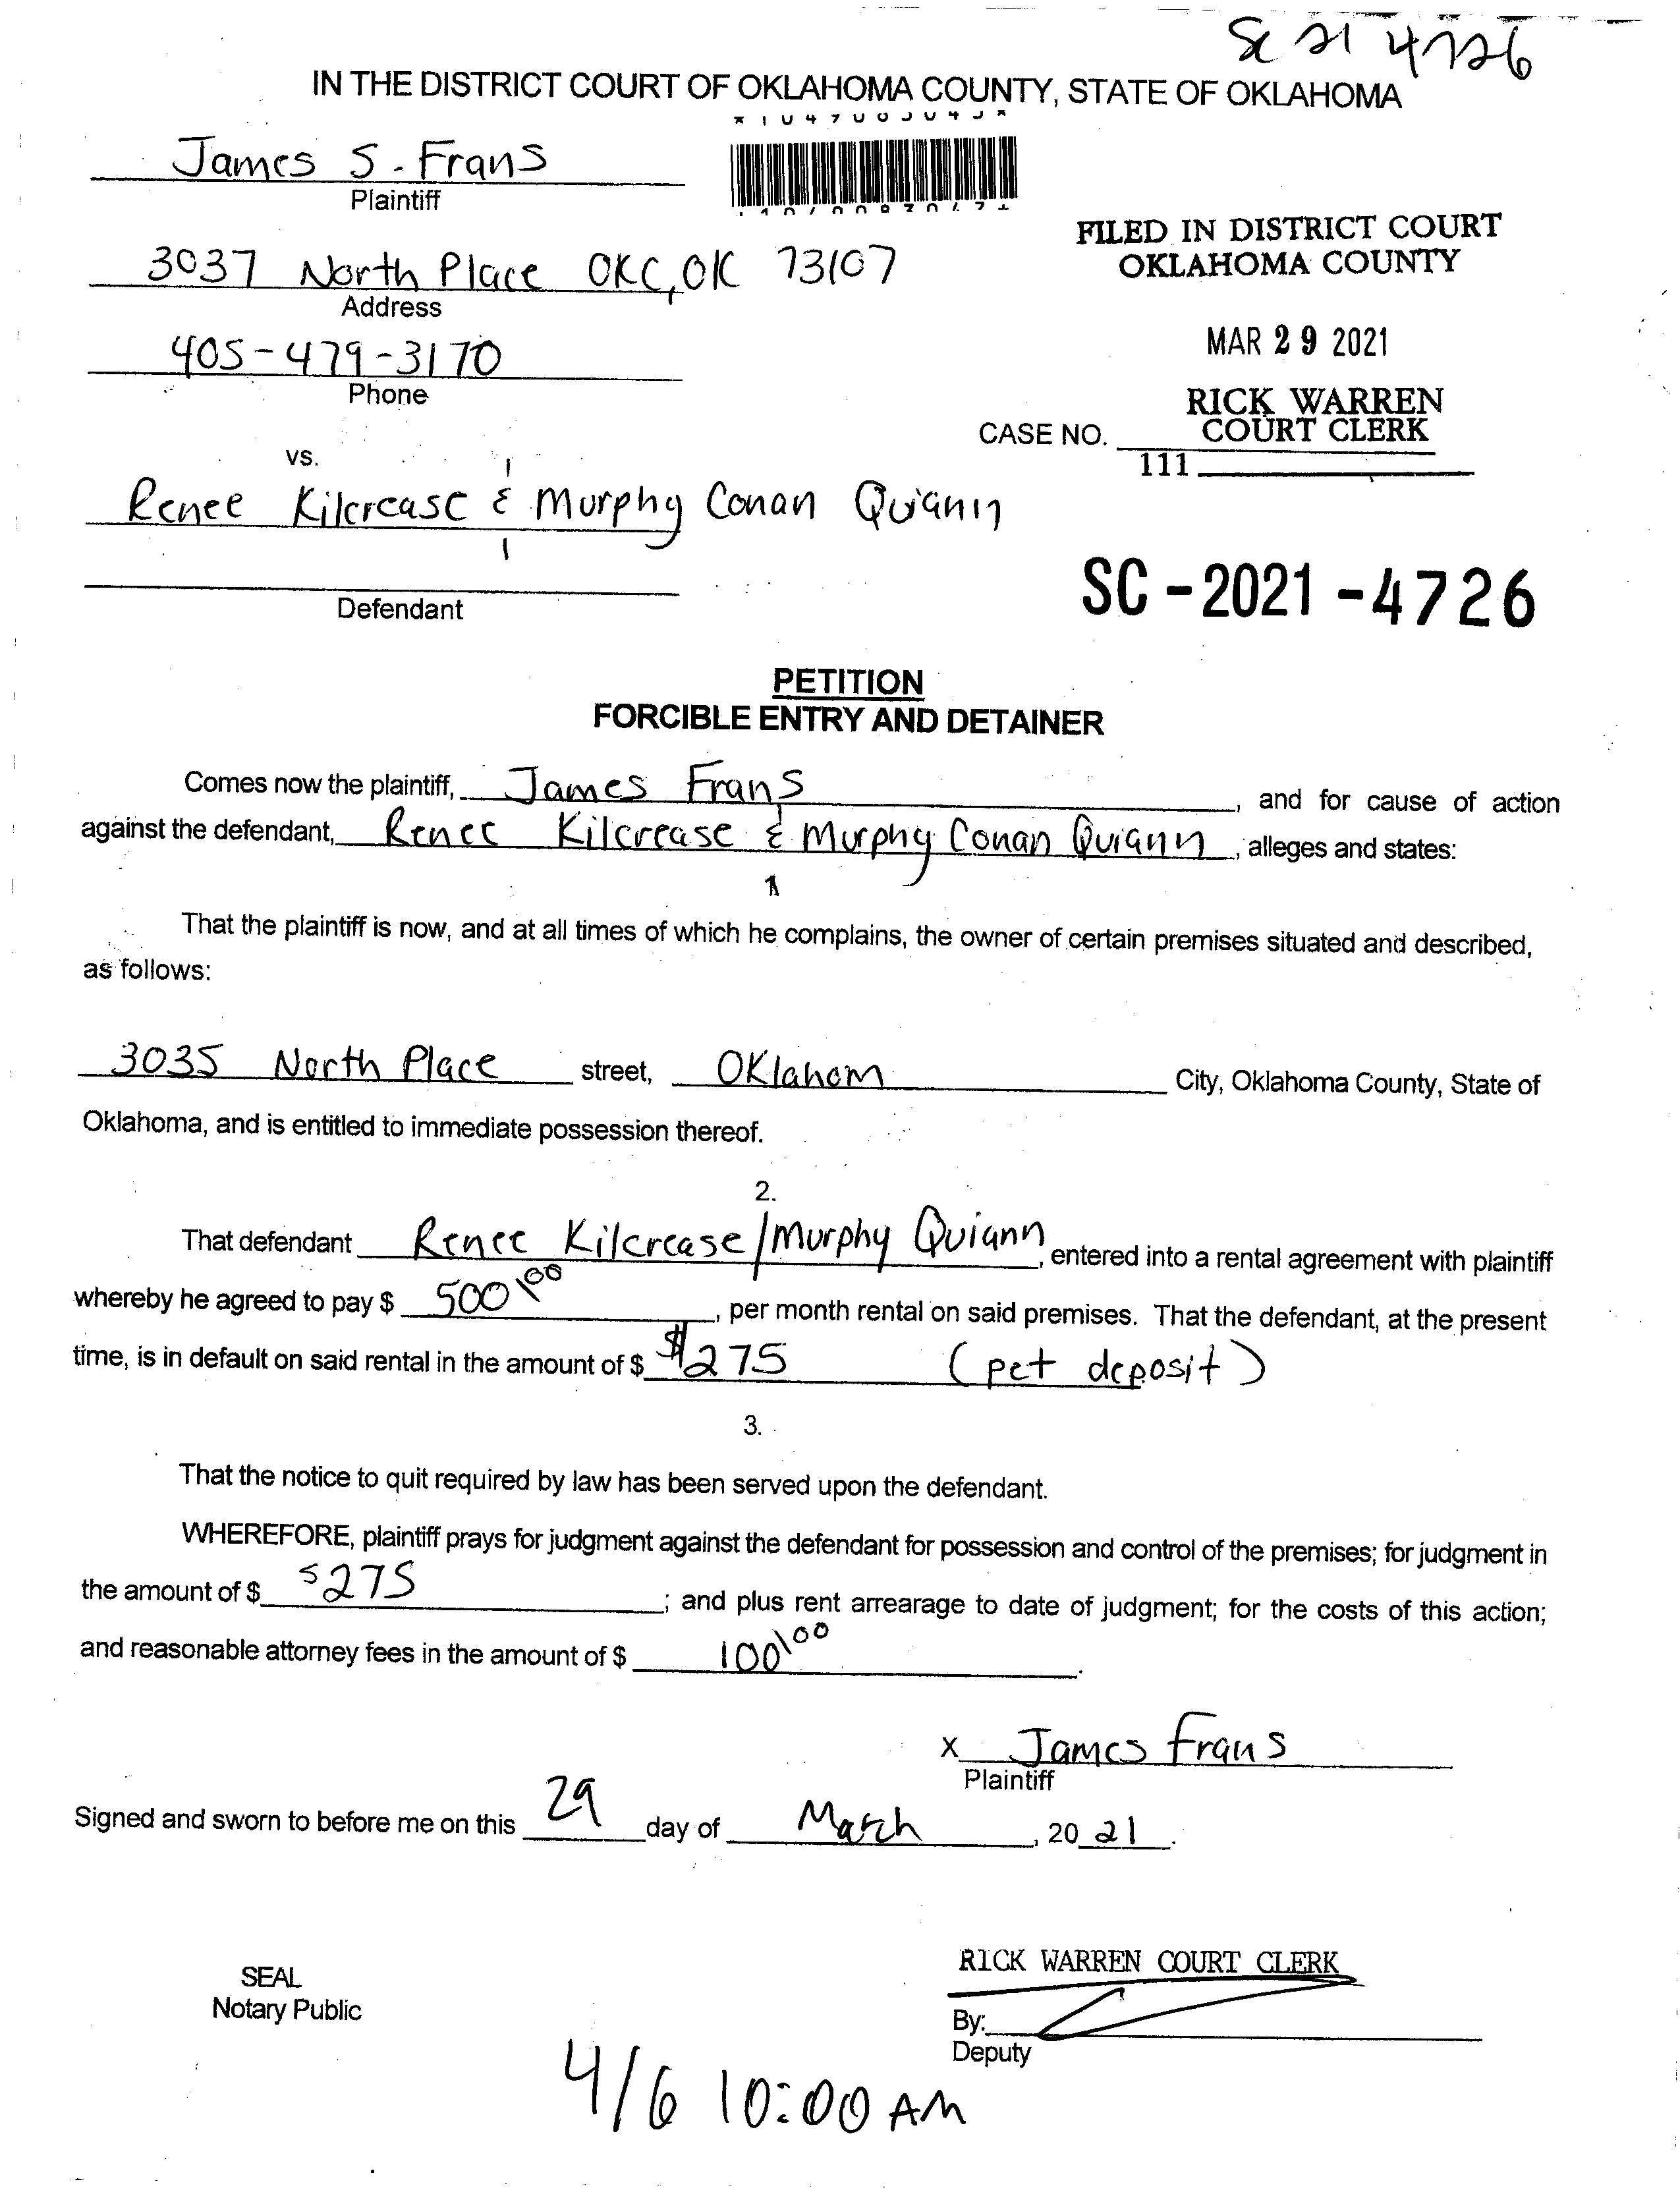 SC 21 4726
IN THE DISTRICT COURT OF OKLAHOMA COUNTY, STATE OF OKLAHOMA
James S. Frans
Plaintiff
3037 North Place OKC, OK 73107
Address
FILED IN DISTRICT COURT
OKLAHOMA COUNTY
405-479-3170
Phone
MAR 29 2021
RICK WARREN
COURT CLERK
CASE NO.
111
vs.
Renee Kilcrease & Murphy Conan Quiann
Defendant
SC-2021-4726
PETITION
FORCIBLE ENTRY AND DETAINER
Comes now the plaintiff, James Frans, and for cause of action
against the defendant, Renee Kilcrease & Murphy Conan Quiann, alleges and states:
1
That the plaintiff is now, and at all times of which he complains, the owner of certain premises situated and described,
as follows:
3035 North Place street, Oklahom City, Oklahoma County, State of
Oklahoma, and is entitled to immediate possession thereof.
2.
That defendant Renee Kilcrease/Murphy Quiann, entered into a rental agreement with plaintiff
whereby he agreed to pay $ 500.00, per month rental on said premises. That the defendant, at the present
time, is in default on said rental in the amount of $ $275 (pet deposit)
3.
That the notice to quit required by law has been served upon the defendant.
WHEREFORE, plaintiff prays for judgment against the defendant for possession and control of the premises; for judgment in
the amount of $ $275; and plus rent arrearage to date of judgment; for the costs of this action;
and reasonable attorney fees in the amount of $ 100\00.
x James Frans
Plaintiff
Signed and sworn to before me on this 29 day of March, 20 21.
SEAL
Notary Public
RICK WARREN COURT CLERK
By:
Deputy
4/6 10:00 AM